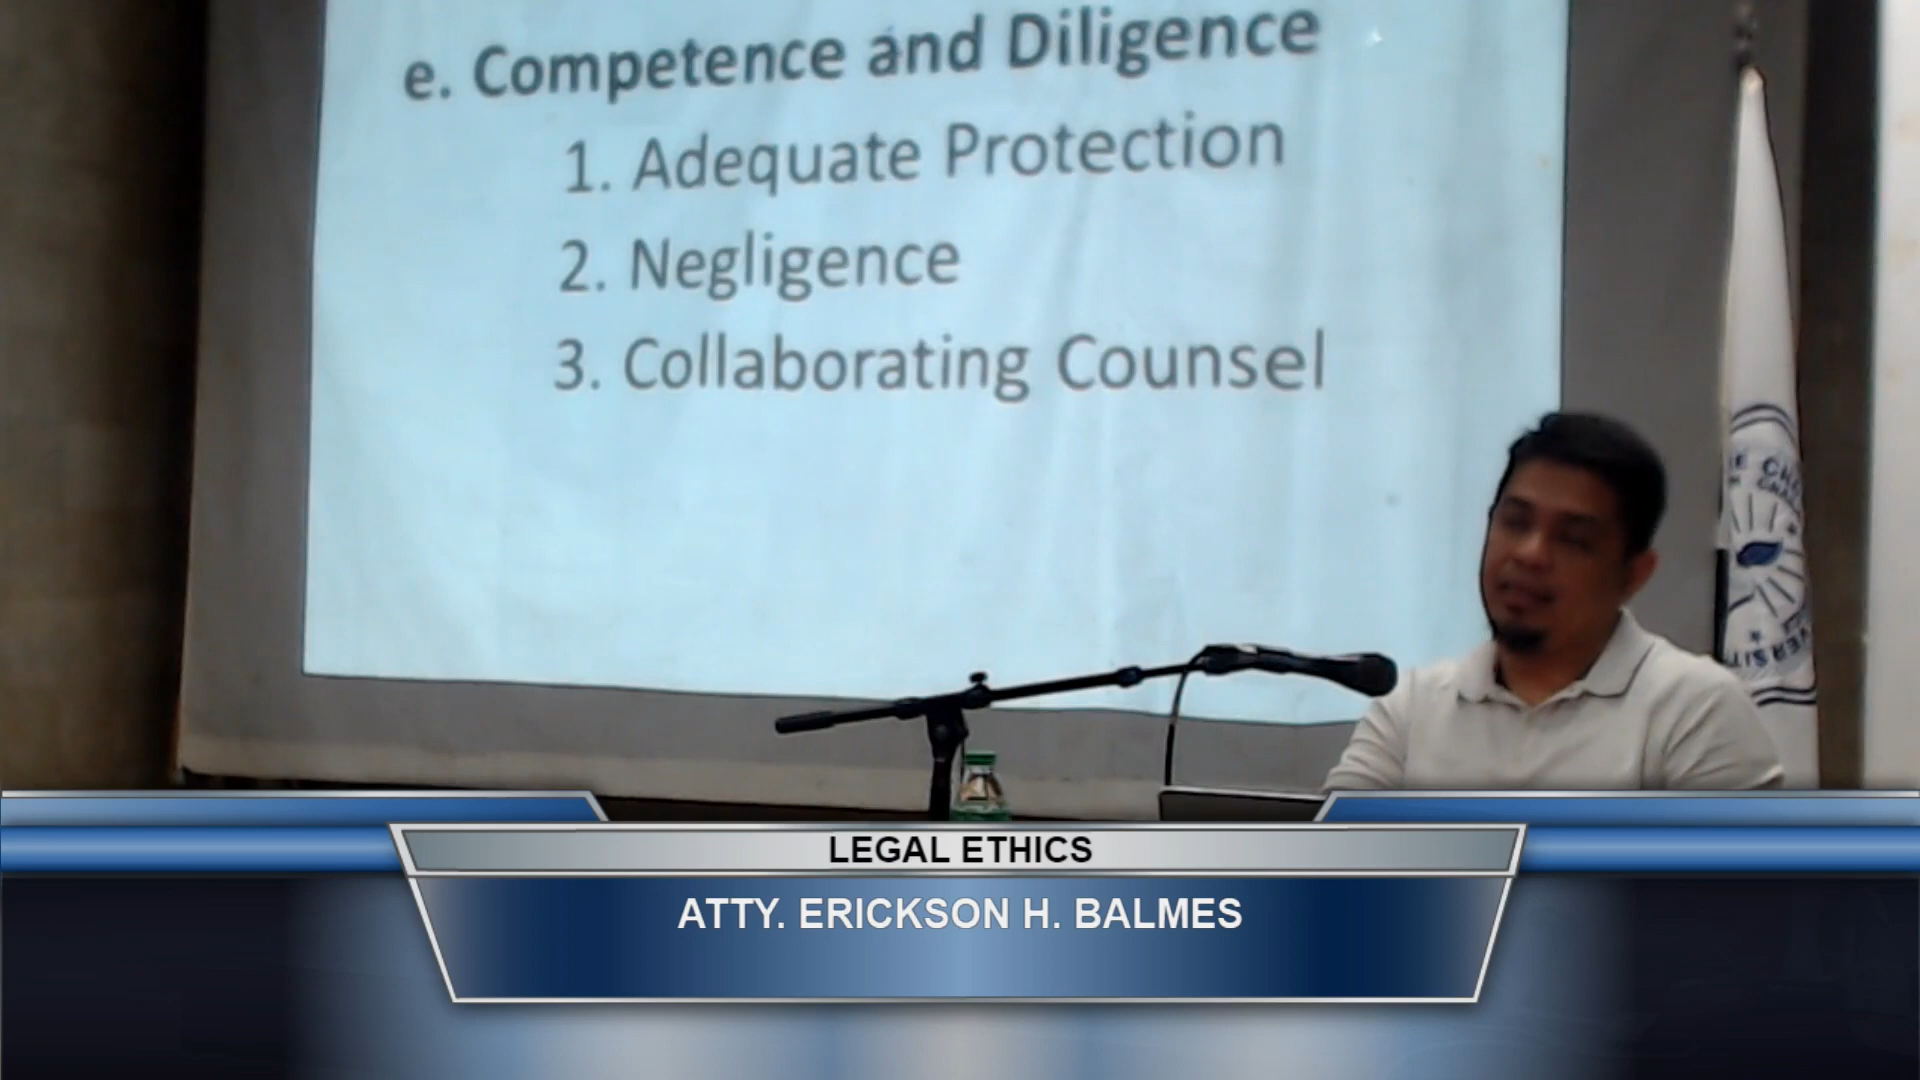 e. Competence and Diligence
1. Adequate Protection
2. Negligence
3. Collaborating Counsel
LEGAL ETHICS
ATTY. ERICKSON H. BALMES